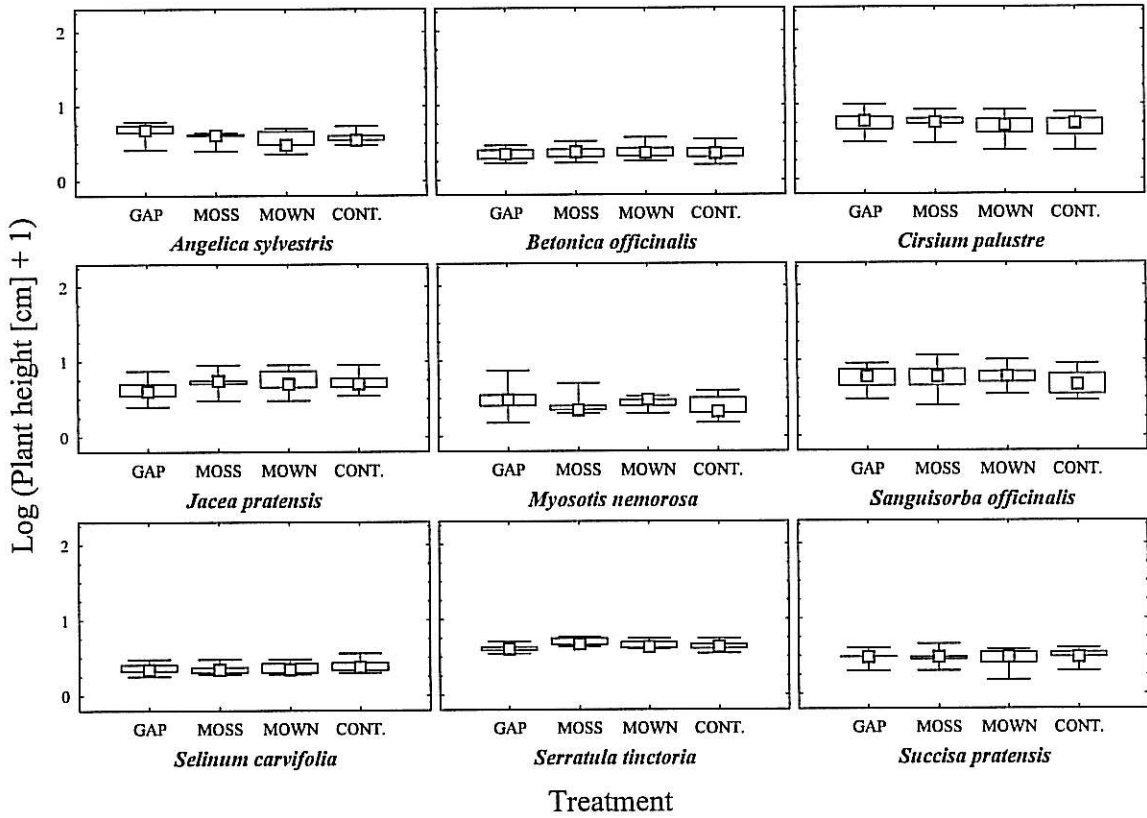 Log (Plant height [cm] + 1)
2
1
0
GAP MOSS MOWN CONT. GAP MOSS MOWN CONT. GAP MOSS MOWN CONT.
Angelica sylvestris Betonica officinalis Cirsium palustre
2
1
0
GAP MOSS MOWN CONT. GAP MOSS MOWN CONT. GAP MOSS MOWN CONT.
Jacea pratensis Myosotis nemorosa Sanguisorba officinalis
2
1
0
GAP MOSS MOWN CONT. GAP MOSS MOWN CONT. GAP MOSS MOWN CONT.
Selinum carvifolia Serratula tinctoria Succisa pratensis
Treatment